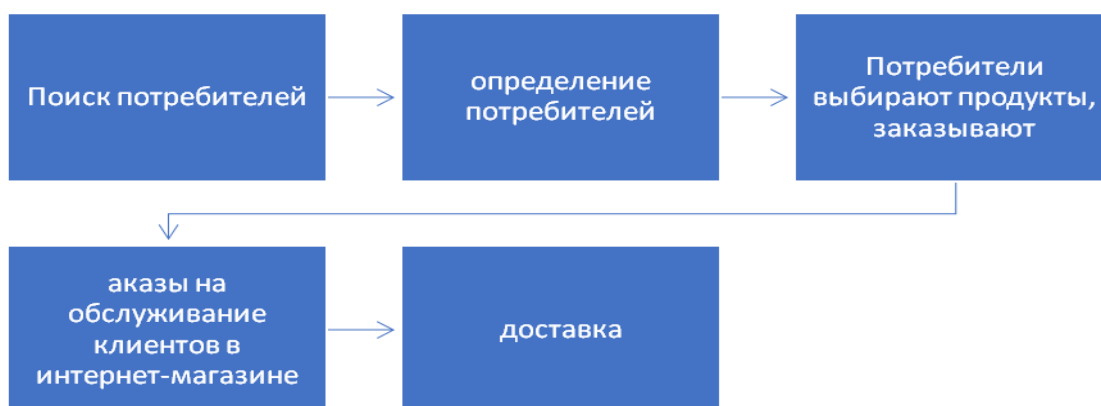 Поиск потребителей
определение
потребителей
Потребители
выбирают продукты,
заказывают
аказы на
обслуживание
клиентов в
интернет-магазине
доставка